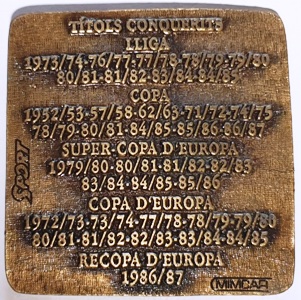 TÍTOLS CONQUERITS
LLIGA
1973/74-76/77-77/78-78/79-79/80
80/81-81/82-83/84-84/85
COPA
1952/53-57/58-62/63-71/72-74/75
78/79-80/81-84/85-85/86-86/87
SUPER-COPA D'EUROPA
1979/80-80/81-81/82-82/83
83/84-84/85-85/86
COPA D'EUROPA
1972/73-73/74-77/78-78/79-79/80
80/81-81/82-82/83-83/84-84/85
RECOPA D'EUROPA
1986/87
SPORT
MIMCAR